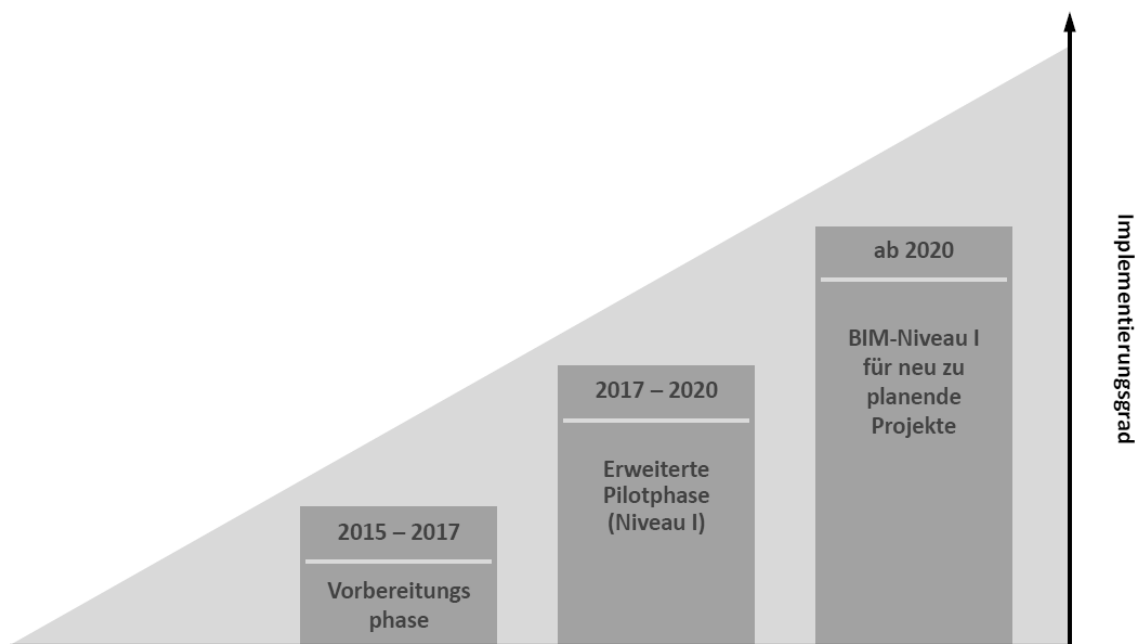 2015 – 2017
Vorbereitungs
phase
2017 – 2020
Erweiterte
Pilotphase
(Niveau I)
ab 2020
BIM-Niveau I
für neu zu
planende
Projekte
Implementierungsgrad